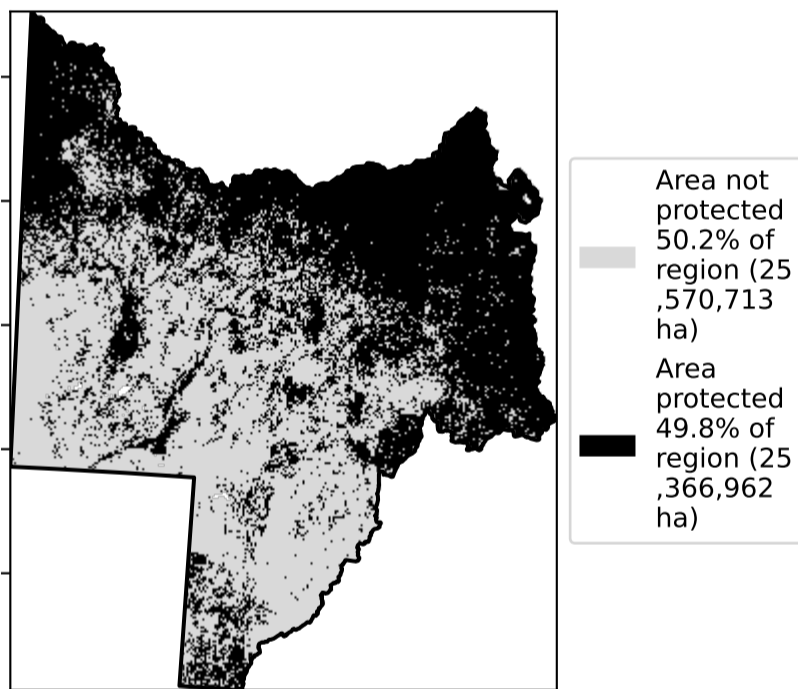 Area not
protected
50.2% of
region (25
,570,713
ha)
Area
protected
49.8% of
region (25
,366,962
ha)